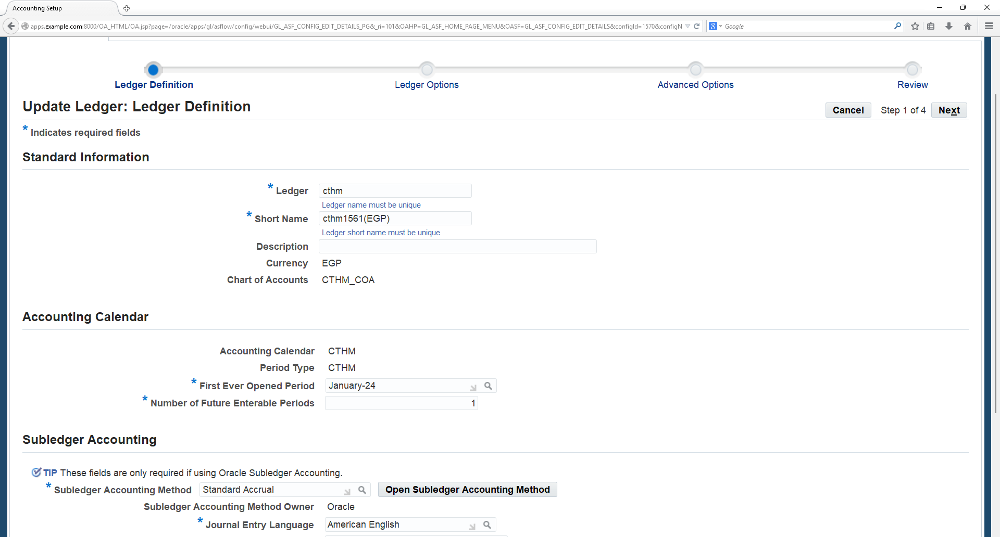 Accounting Setup
apps.example.com:8000/OA_HTML/OA.jsp?page=/oracle/apps/gl/asflow/config/webui/GL_ASF_CONFIG_EDIT_DETAILS_PG&_ri=101&OAHP=GL_ASF_HOME_PAGE_MENU&OASF=GL_ASF_CONFIG_EDIT_DETAILS&configId=1570&configN
Google
Ledger Definition
Ledger Options
Advanced Options
Review
Update Ledger: Ledger Definition
Cancel Step 1 of 4 Next
* Indicates required fields
Standard Information
* Ledger cthm
Ledger name must be unique
* Short Name cthm1561(EGP)
Ledger short name must be unique
Description
Currency EGP
Chart of Accounts CTHM_COA
Accounting Calendar
Accounting Calendar CTHM
Period Type CTHM
* First Ever Opened Period January-24
* Number of Future Enterable Periods 1
Subledger Accounting
TIP These fields are only required if using Oracle Subledger Accounting.
* Subledger Accounting Method Standard Accrual Open Subledger Accounting Method
Subledger Accounting Method Owner Oracle
* Journal Entry Language American English